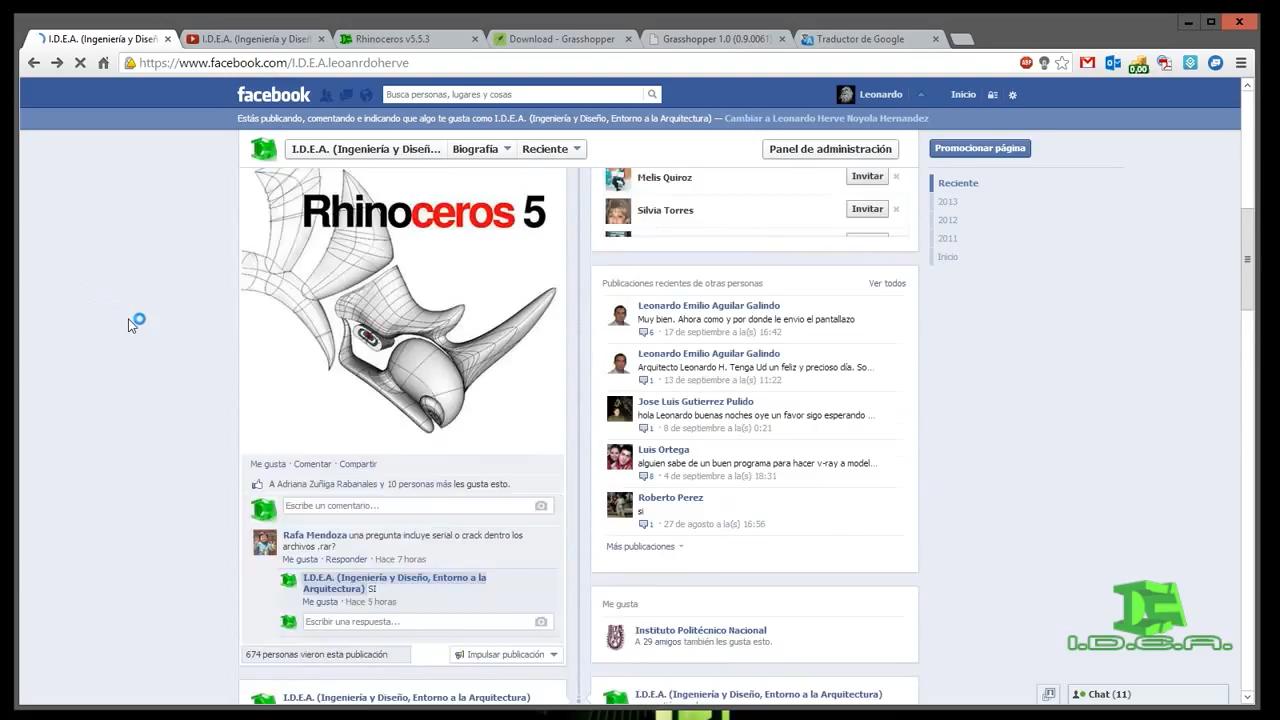 I.D.E.A. (Ingeniería y Diseñ
I.D.E.A. (Ingeniería y Diseñ
Rhinoceros v5.5.3
Download - Grasshopper
Grasshopper 1.0 (0.9.0061)
Traductor de Google
https://www.facebook.com/I.D.E.A.leoanrdoherve
ABP
0,00
facebook
Busca personas, lugares y cosas
Leonardo
Inicio
Estás publicando, comentando e indicando que algo te gusta como I.D.E.A. (Ingeniería y Diseño, Entorno a la Arquitectura) — Cambiar a Leonardo Herve Noyola Hernandez
I.D.E.A. (Ingeniería y Diseñ...
Biografía
Reciente
Panel de administración
Promocionar página
Rhinoceros 5
Me gusta · Comentar · Compartir
A Adriana Zuñiga Rabanales y 10 personas más les gusta esto.
Escribe un comentario...
Rafa Mendoza una pregunta incluye serial o crack dentro los
archivos .rar?
Me gusta · Responder · Hace 7 horas
I.D.E.A. (Ingeniería y Diseño, Entorno a la
Arquitectura) SI
Me gusta · Hace 5 horas
Escribir una respuesta...
674 personas vieron esta publicación
Impulsar publicación
I.D.E.A. (Ingeniería y Diseño, Entorno a la Arquitectura)
Melis Quiroz
Invitar
Silvia Torres
Invitar
Publicaciones recientes de otras personas
Ver todos
Leonardo Emilio Aguilar Galindo
Muy bien. Ahora como y por donde le envio el pantallazo
6 · 17 de septiembre a la(s) 16:42
Leonardo Emilio Aguilar Galindo
Arquitecto Leonardo H. Tenga Ud un feliz y precioso día. So...
1 · 13 de septiembre a la(s) 11:22
Jose Luis Gutierrez Pulido
hola Leonardo buenas noches oye un favor sigo esperando ...
1 · 8 de septiembre a la(s) 0:21
Luis Ortega
alguien sabe de un buen programa para hacer v-ray a model...
8 · 4 de septiembre a la(s) 18:31
Roberto Perez
si
1 · 27 de agosto a la(s) 16:56
Más publicaciones
Me gusta
Instituto Politécnico Nacional
A 29 amigos también les gusta esto.
I.D.E.A. (Ingeniería y Diseño, Entorno a la Arquitectura)
Reciente
2013
2012
2011
Inicio
I.D.E.A.
Chat (11)